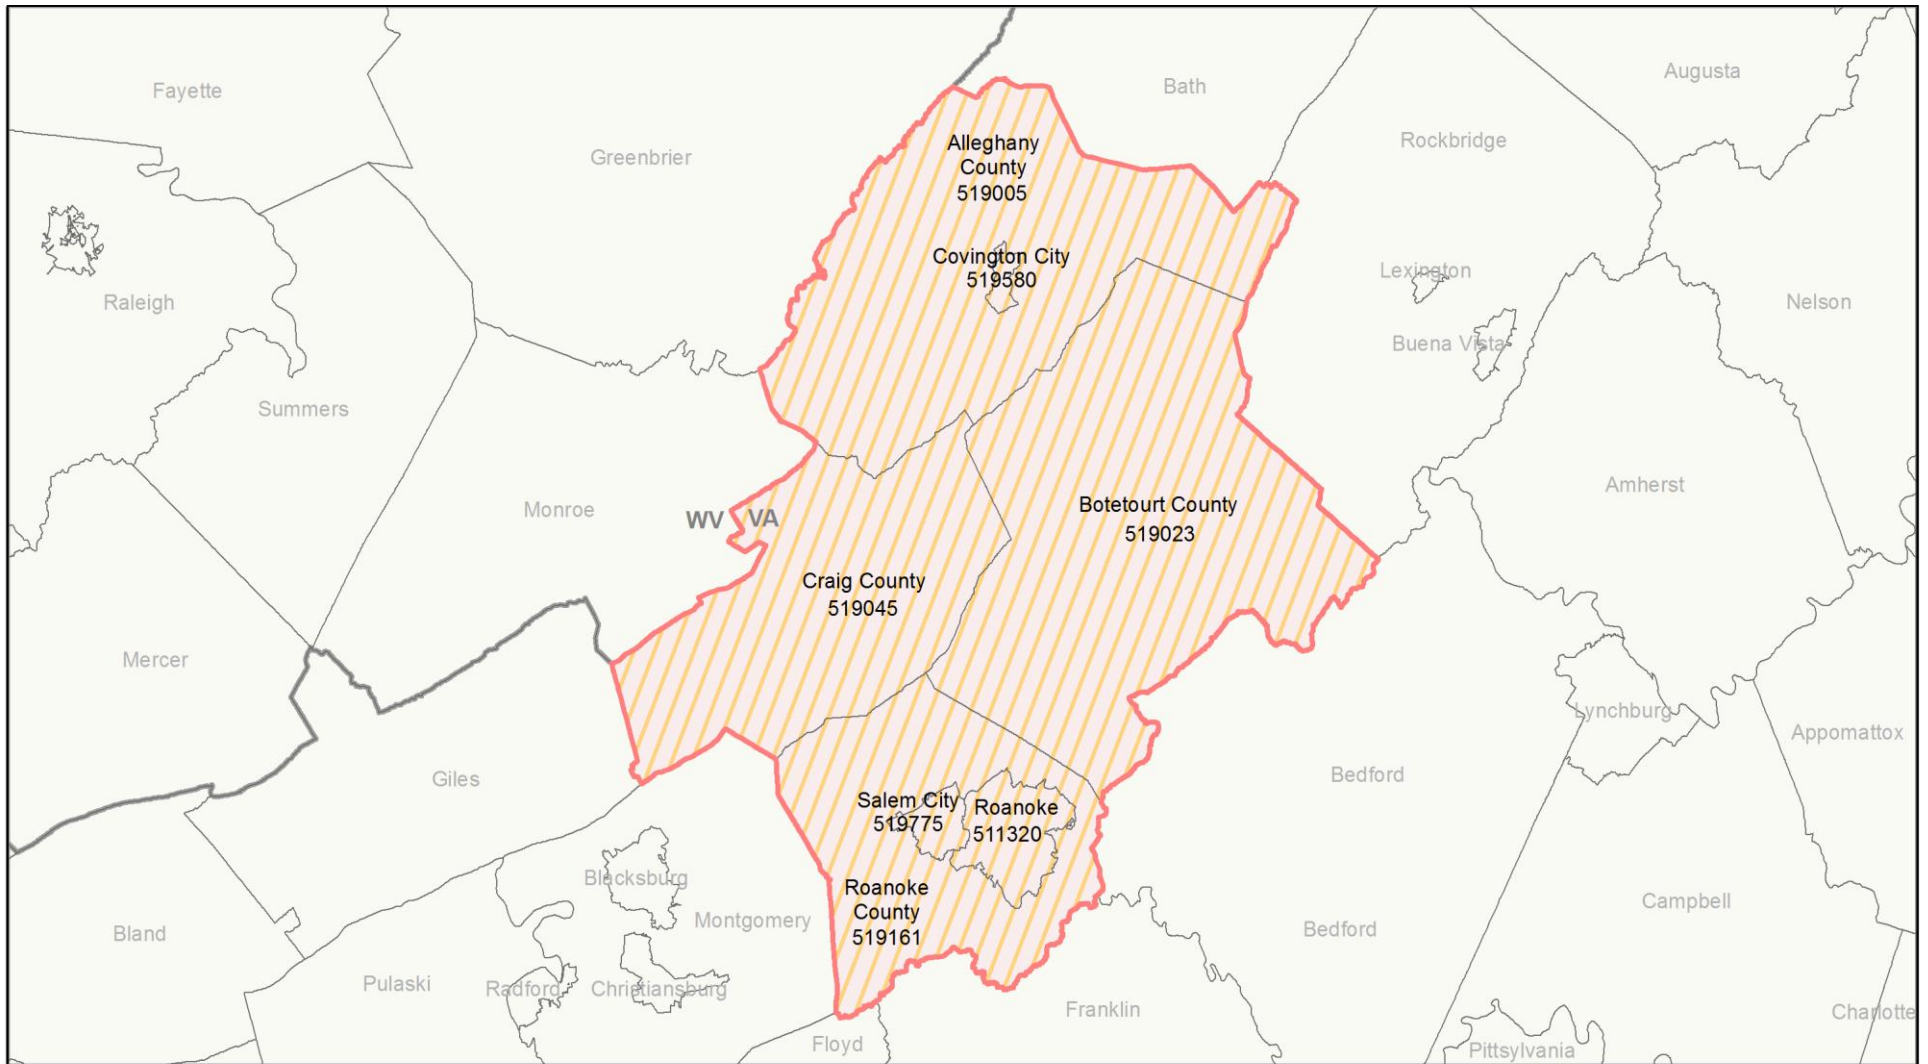 Fayette
Bath
Augusta
Alleghany
County
519005
Rockbridge
Greenbrier
Covington City
519580
Lexington
Raleigh
Nelson
Buena Vista
Summers
Amherst
Monroe
WV
VA
Botetourt County
519023
Craig County
519045
Mercer
Lynchburg
Appomattox
Giles
Bedford
Salem City
519775
Roanoke
511320
Blacksburg
Roanoke
County
519161
Montgomery
Campbell
Bland
Bedford
Pulaski
Radford
Christiansburg
Franklin
Charlotte
Floyd
Pittsylvania